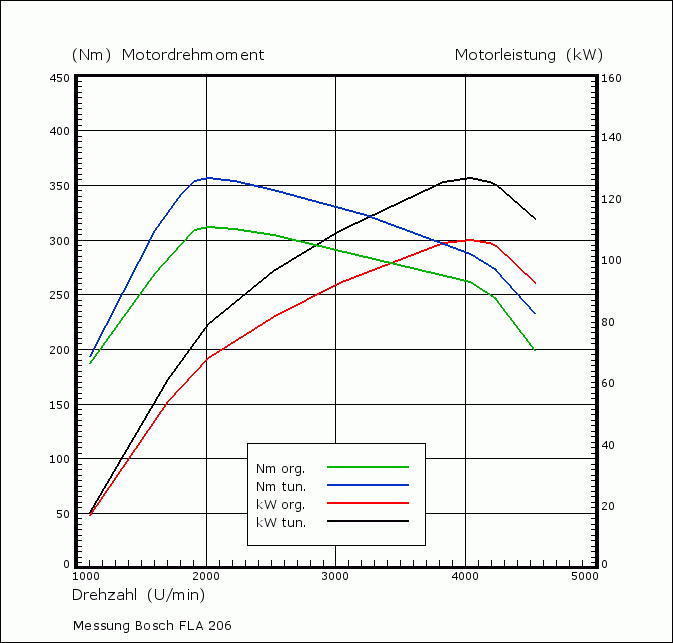 (Nm) Motordrehmoment Motorleistung (kW)
450 160
400 140
350 120
300 100
250 80
200 60
150 40
100 20
50 0
0
1000 2000 3000 4000 5000
Drehzahl (U/min)
Nm org.
Nm tun.
kW org.
kW tun.
Messung Bosch FLA 206